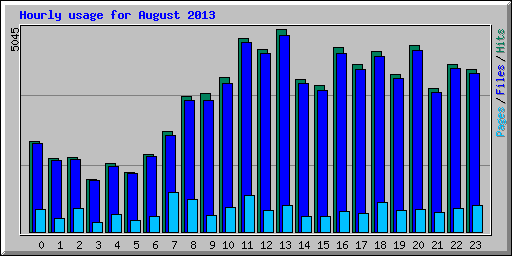 Hourly usage for August 2013
5045
Pages / Files / Hits
0 1 2 3 4 5 6 7 8 9 10 11 12 13 14 15 16 17 18 19 20 21 22 23